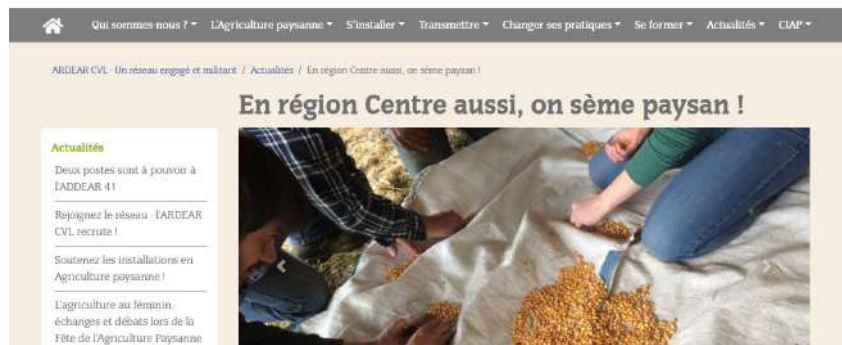 Qui sommes-nous ? L'Agriculture paysanne S'installer Transmettre Changer ses pratiques Se former Actualités CIAP
ARDEAR CVL - Un réseau engagé et militant / Actualités / En région Centre aussi, on sème paysan !
En région Centre aussi, on sème paysan !
Actualités
Deux postes sont à pouvoir à
l'ADDEAR 41
Rejoignez le réseau : l'ARDEAR
CVL recrute !
Soutenez les installations en
Agriculture paysanne !
L'agriculture au féminin :
échanges et débats lors de la
Fête de l'Agriculture Paysanne